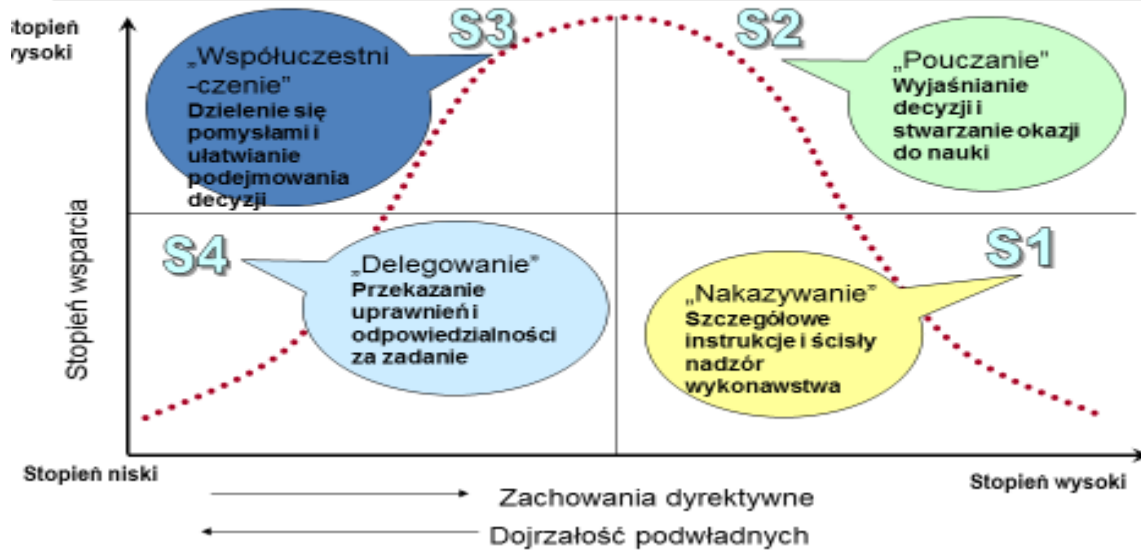 stopień
wysoki
S3
„Współuczestni
-czenie”
Dzielenie się
pomysłami i
ułatwianie
podejmowania
decyzji
S2
„Pouczanie”
Wyjaśnianie
decyzji i
stwarzanie okazji
do nauki
S4
„Delegowanie”
Przekazanie
uprawnień i
odpowiedzialności
za zadanie
S1
„Nakazywanie”
Szczegółowe
instrukcje i ścisły
nadzór
wykonawstwa
Stopień wsparcia
Stopień niski
Stopień wysoki
Zachowania dyrektywne
Dojrzałość podwładnych